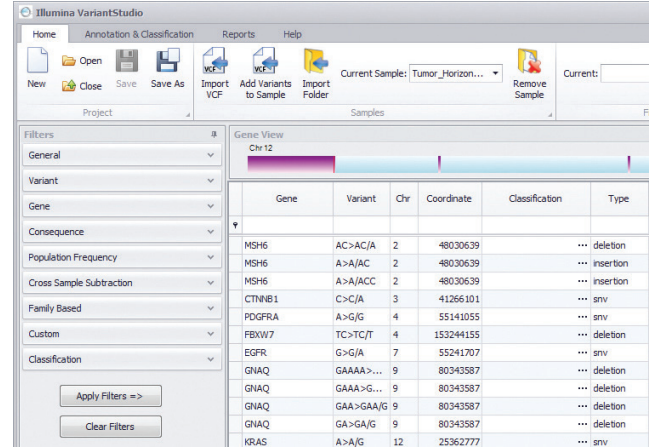 Illumina VariantStudio
Home Annotation & Classification Reports Help
New Open Close Save Save As Import VCF Add Variants to Sample Import Folder Current Sample: Tumor_Horizon... Remove Sample Current:
Project Samples
Filters Gene View
General Chr 12
Variant
Gene
Consequence
Population Frequency
Cross Sample Subtraction
Family Based
Custom
Classification
Apply Filters =>
Clear Filters
Gene Variant Chr Coordinate Classification Type
MSH6 AC>AC/A 2 48030639 ... deletion
MSH6 A>A/AC 2 48030639 ... insertion
MSH6 A>A/ACC 2 48030639 ... insertion
CTNNB1 C>C/A 3 41266101 ... snv
PDGFRA A>G/G 4 55141055 ... snv
FBXW7 TC>TC/T 4 153244155 ... deletion
EGFR G>G/A 7 55241707 ... snv
GNAQ GAAAA>... 9 80343587 ... deletion
GNAQ GAAA>G... 9 80343587 ... deletion
GNAQ GAA>GAA/G 9 80343587 ... deletion
GNAQ GA>GA/G 9 80343587 ... deletion
KRAS A>A/G 12 25362777 ... snv